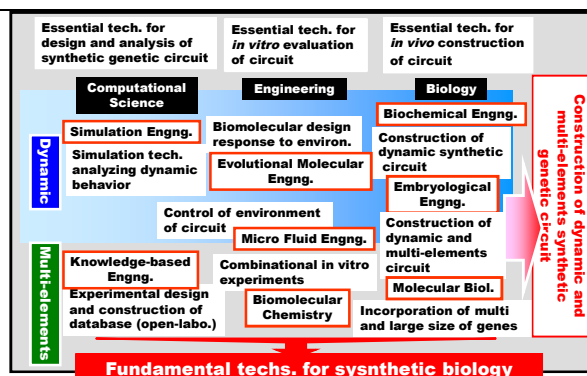 Essential tech. for
design and analysis of
synthetic genetic circuit
Essential tech. for
in vitro evaluation
of circuit
Essential tech. for
in vivo construction
of circuit
Computational
Science
Engineering
Biology
Dynamic
Simulation Engng.
Simulation tech.
analyzing dynamic
behavior
Biomolecular design
response to environ.
Evolutional Molecular
Engng.
Biochemical Engng.
Construction of
dynamic synthetic
circuit
Embryological
Engng.
Control of environment
of circuit
Micro Fluid Engng.
Construction of
dynamic and
multi-elements
circuit
Multi-elements
Knowledge-based
Engng.
Experimental design
and construction of
database (open-labo.)
Combinational in vitro
experiments
Biomolecular
Chemistry
Molecular Biol.
Incorporation of multi
and large size of genes
Construction of dynamic and
multi-elements synthetic
genetic circuit
Fundamental techs. for sysnthetic biology